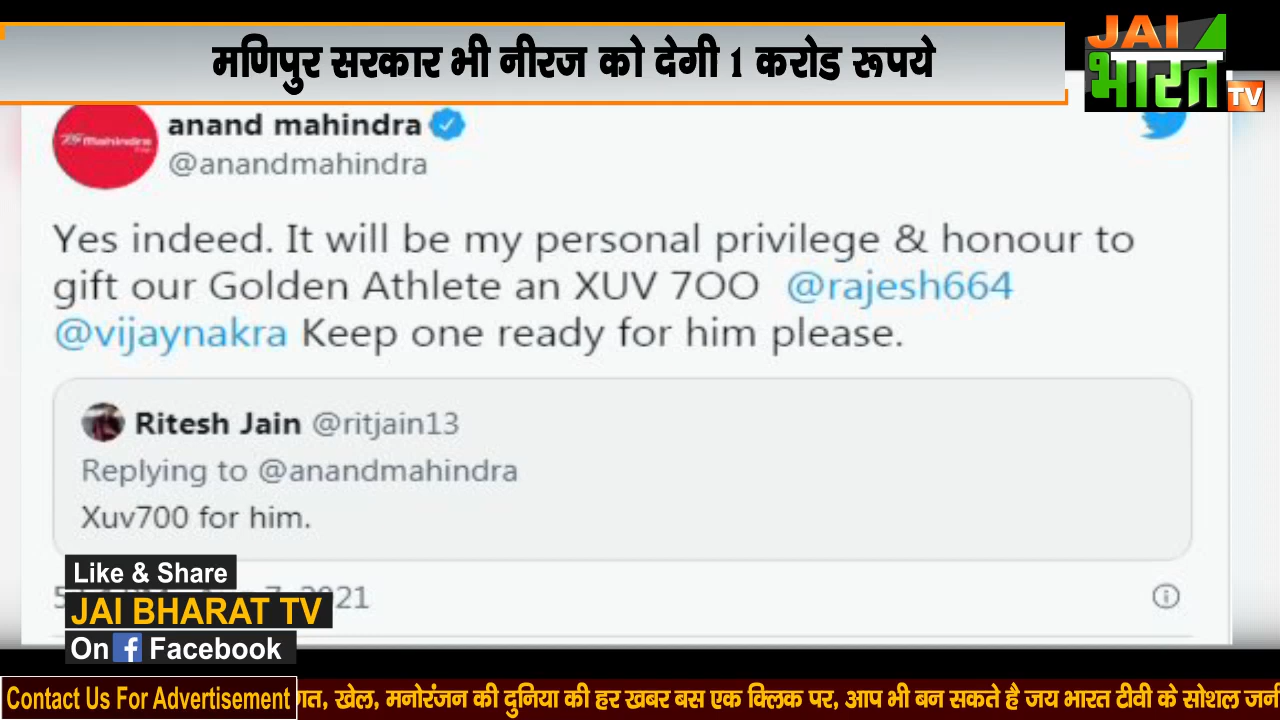 मणिपुर सरकार भी नीरज को देगी 1 करोड रूपये
JAI
भारत
TV
Mahindra
anand mahindra
@anandmahindra
Yes indeed. It will be my personal privilege & honour to
gift our Golden Athlete an XUV 7OO @rajesh664
@vijaynakra Keep one ready for him please.
Ritesh Jain @ritjain13
Replying to @anandmahindra
Xuv700 for him.
Like & Share
JAI BHARAT TV
On f Facebook
Contact Us For Advertisement खेल, मनोरंजन की दुनिया की हर खबर बस एक क्लिक पर, आप भी बन सकते है जय भारत टीवी के सोशल